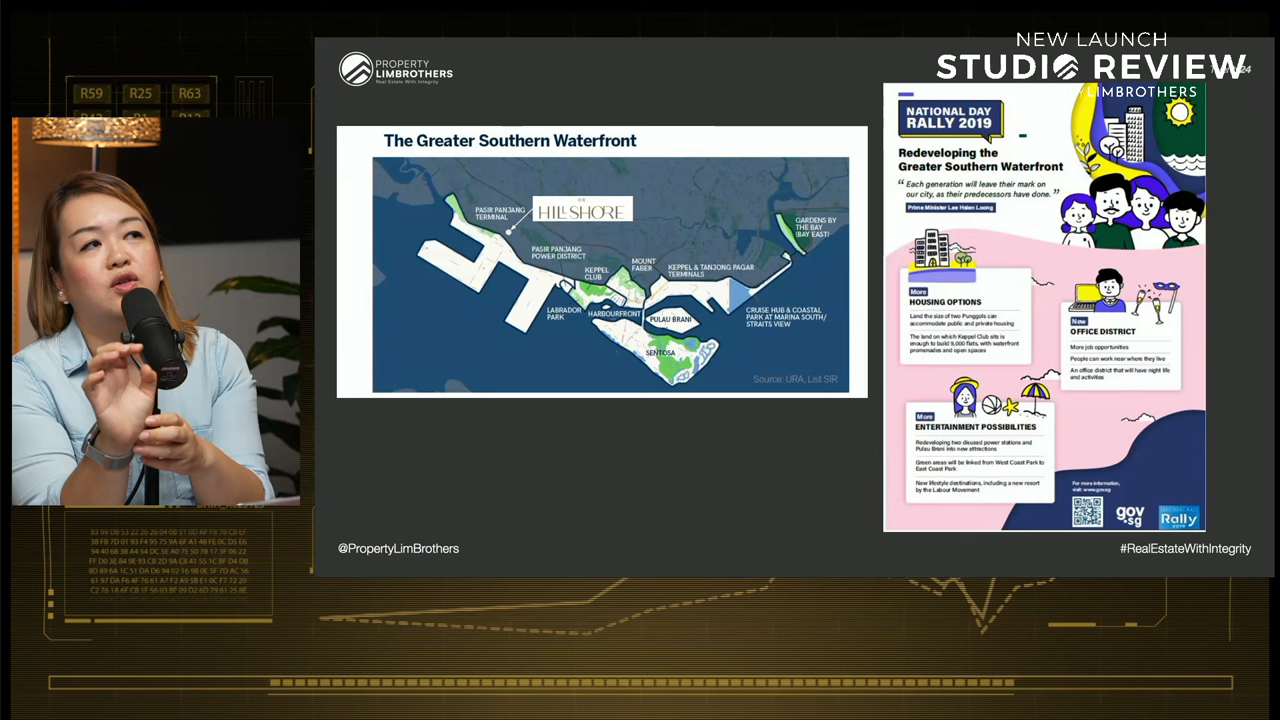 NEW LAUNCH
STUDIO REVIEW
LIMBROTHERS
PROPERTY
LIMBROTHERS
Real Estate With Integrity
R59 R25 R63
The Greater Southern Waterfront
PASIR PANJANG
TERMINAL
THE
HILLSHORE
PASIR PANJANG
POWER DISTRICT
KEPPEL
CLUB
MOUNT
FABER
KEPPEL & TANJONG PAGAR
TERMINALS
GARDENS BY
THE BAY
(BAY EAST)
LABRADOR
PARK
HARBOURFRONT
PULAU BRANI
CRUISE HUB & COASTAL
PARK AT MARINA SOUTH/
STRAITS VIEW
SENTOSA
Source: URA, List SIR
NATIONAL DAY
RALLY 2019
Redeveloping the
Greater Southern Waterfront
“ Each generation will leave their mark on
our city, as their predecessors have done. ”
Prime Minister Lee Hsien Loong
More
HOUSING OPTIONS
Land the size of two Punggols can
accommodate public and private housing
The land on which Keppel Club sits is
enough to build 9,000 flats, with waterfront
promenades and open spaces
New
OFFICE DISTRICT
More job opportunities
People can work near where they live
An office district that will have night life
and activities
More
ENTERTAINMENT POSSIBILITIES
Redeveloping two disused power stations and
Pulau Brani into new attractions
Green areas will be linked from West Coast Park to
East Coast Park
New lifestyle destinations, including a new resort
by the Labour Movement
For more information,
visit: www.gov.sg
gov
.sg
Rally
@PropertyLimBrothers
#RealEstateWithIntegrity